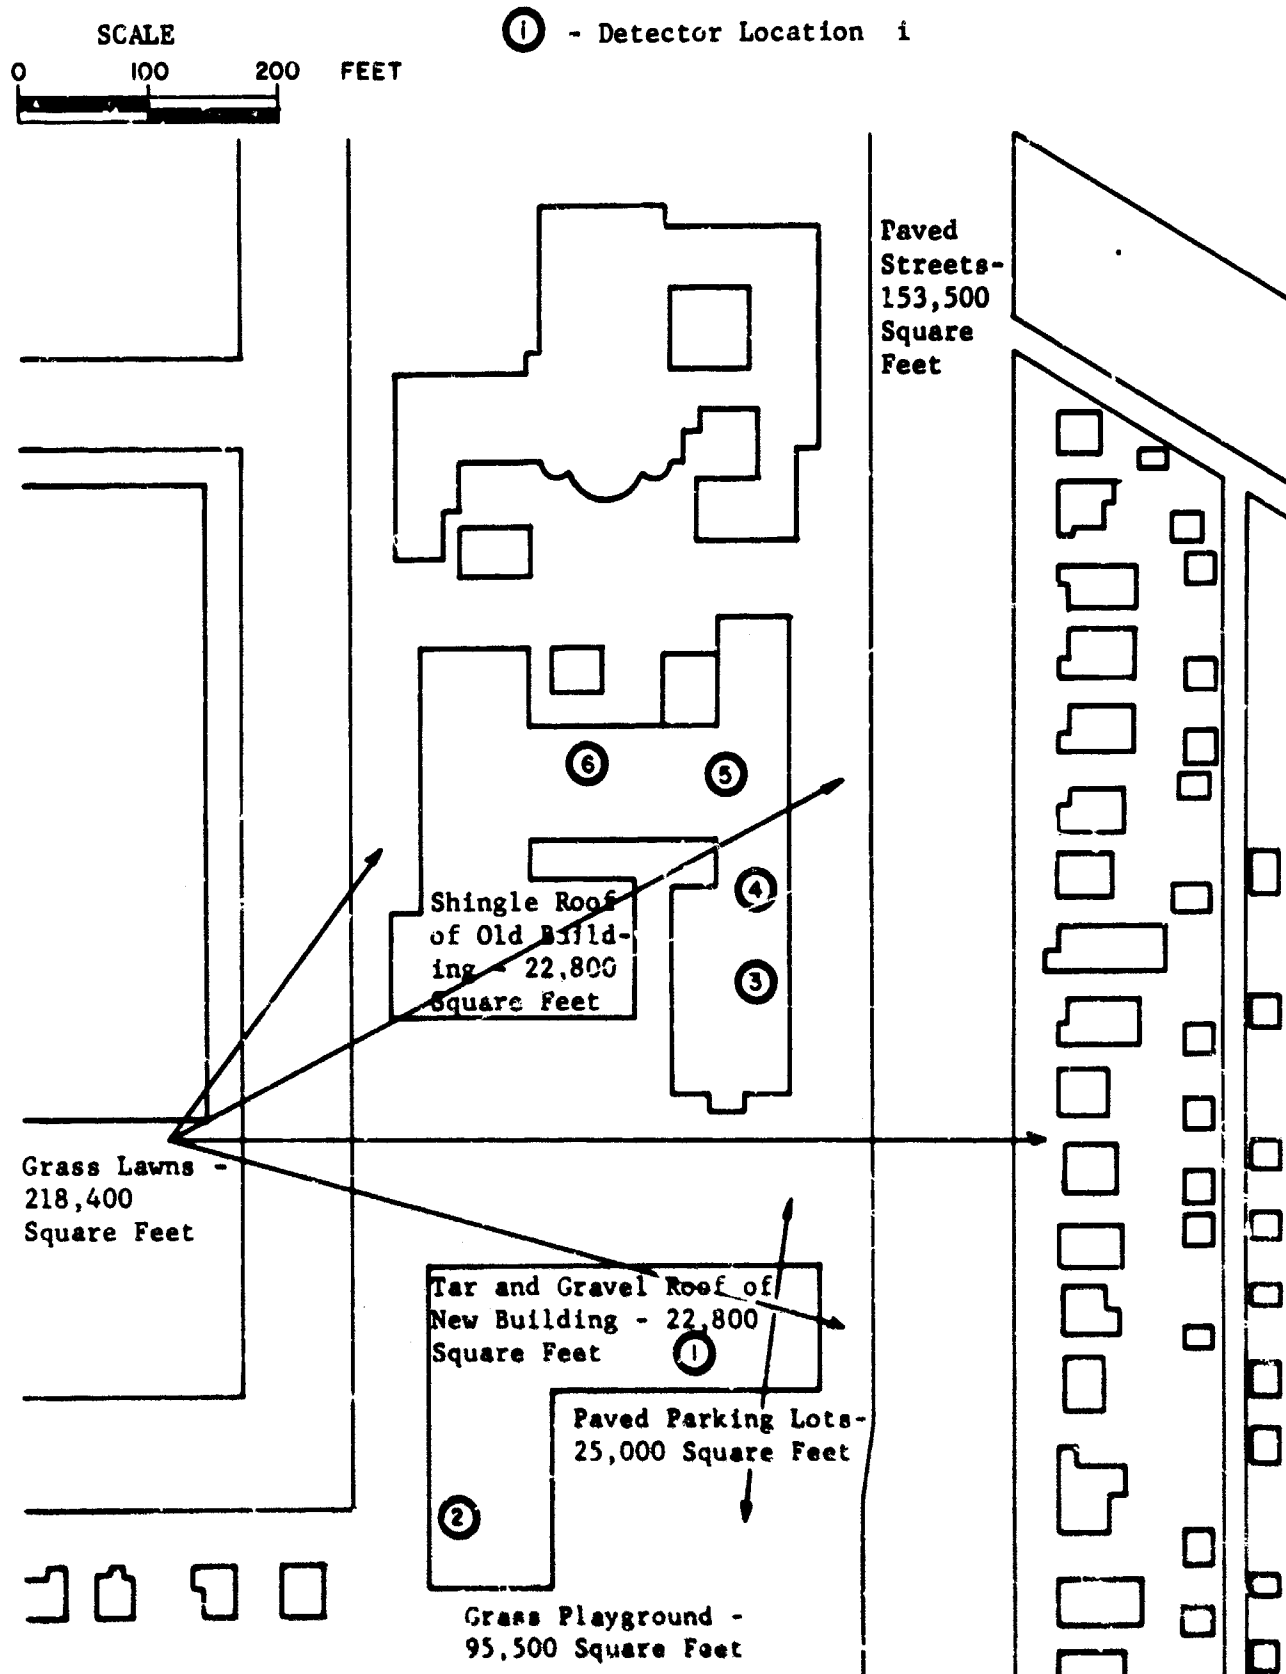 SCALE
0 100 200 FEET
i - Detector Location i
Paved
Streets-
153,500
Square
Feet
6
5
4
3
Shingle Roof
of Old Build-
ing - 22,800
Square Feet
Grass Lawns -
218,400
Square Feet
Tar and Gravel Roof of
New Building - 22,800
Square Feet
1
Paved Parking Lots-
25,000 Square Feet
2
Grass Playground -
95,500 Square Feet